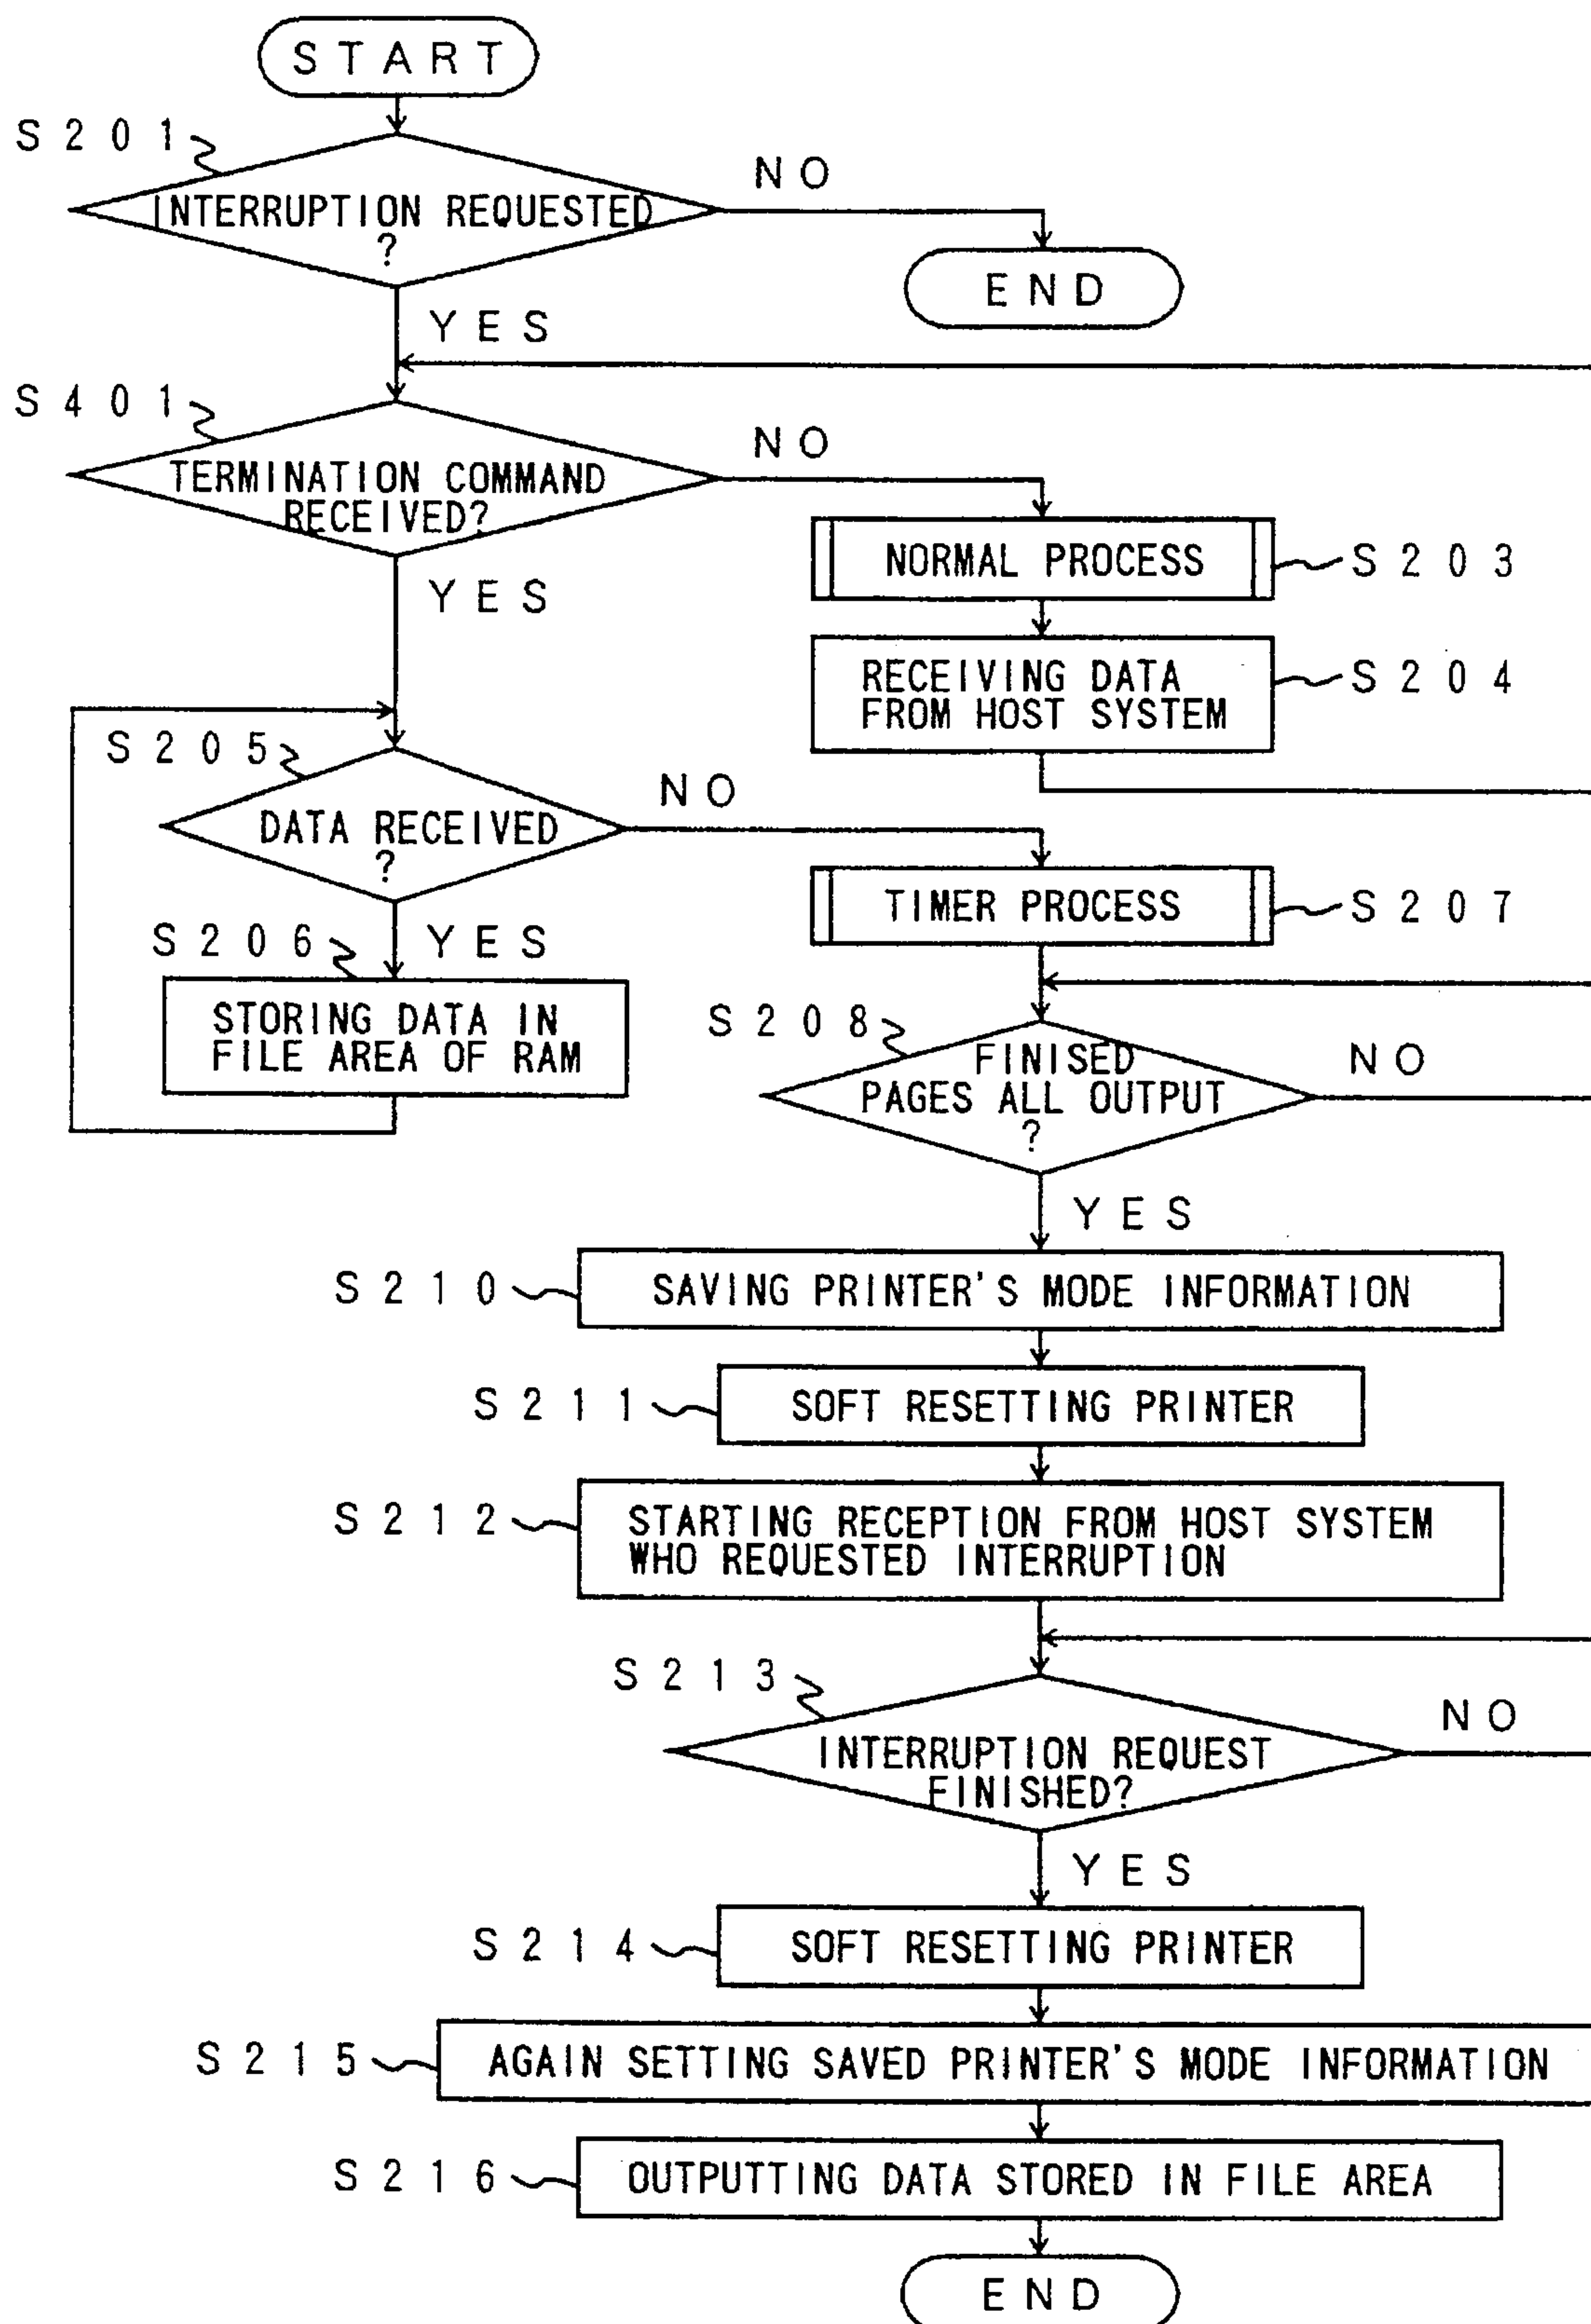 START
S201
NO
INTERRUPTION REQUESTED
?
END
YES
S401
NO
TERMINATION COMMAND
RECEIVED?
NORMAL PROCESS
S203
YES
RECEIVING DATA
FROM HOST SYSTEM
S204
S205
NO
DATA RECEIVED
?
TIMER PROCESS
S207
S206
YES
STORING DATA IN
FILE AREA OF RAM
S208
FINISED
PAGES ALL OUTPUT
?
NO
YES
S210
SAVING PRINTER'S MODE INFORMATION
S211
SOFT RESETTING PRINTER
S212
STARTING RECEPTION FROM HOST SYSTEM
WHO REQUESTED INTERRUPTION
S213
NO
INTERRUPTION REQUEST
FINISHED?
YES
S214
SOFT RESETTING PRINTER
S215
AGAIN SETTING SAVED PRINTER'S MODE INFORMATION
S216
OUTPUTTING DATA STORED IN FILE AREA
END